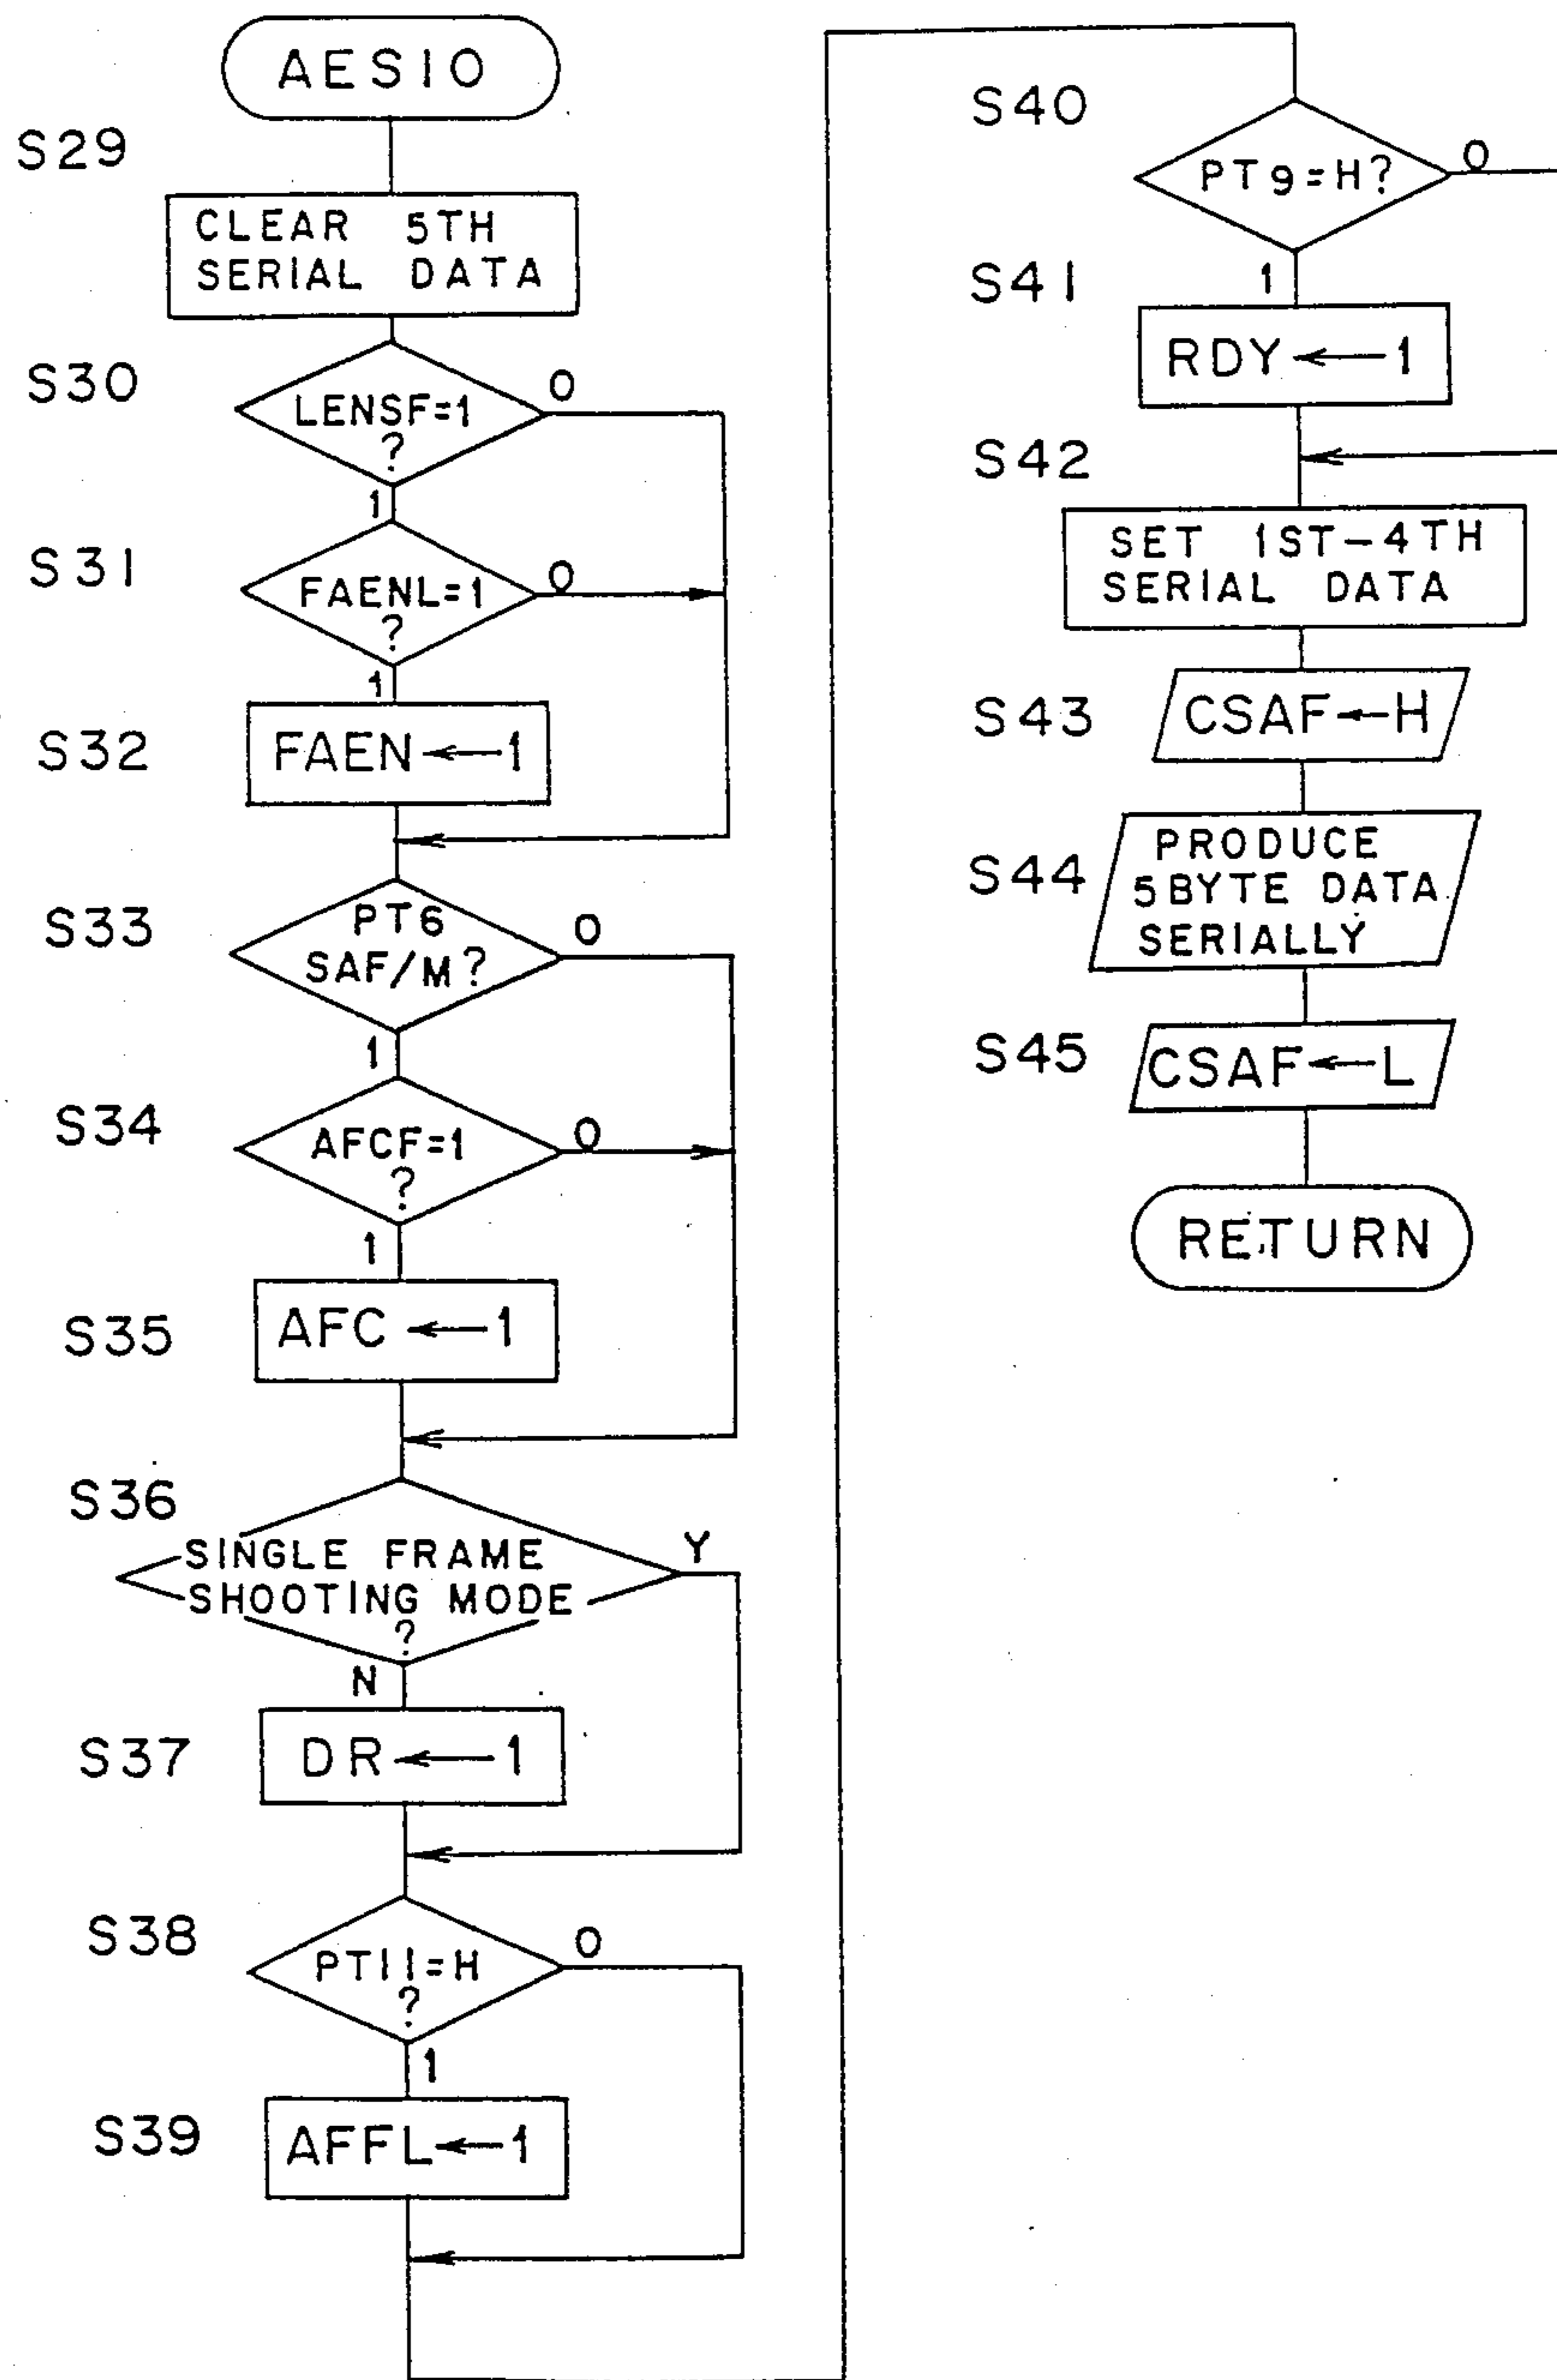 AESIO
S29
CLEAR 5TH
SERIAL DATA
S30
LENSF=1
?
0
1
S31
FAENL=1
?
0
1
S32
FAEN←1
S33
PT6
SAF/M?
0
1
S34
AFCF=1
?
0
1
S35
AFC←1
S36
SINGLE FRAME
SHOOTING MODE
?
Y
N
S37
DR←1
S38
PT11=H
?
0
1
S39
AFFL←1
S40
PT9=H?
0
1
S41
RDY←1
S42
SET 1ST-4TH
SERIAL DATA
S43
CSAF←H
S44
PRODUCE
5BYTE DATA
SERIALLY
S45
CSAF←L
RETURN